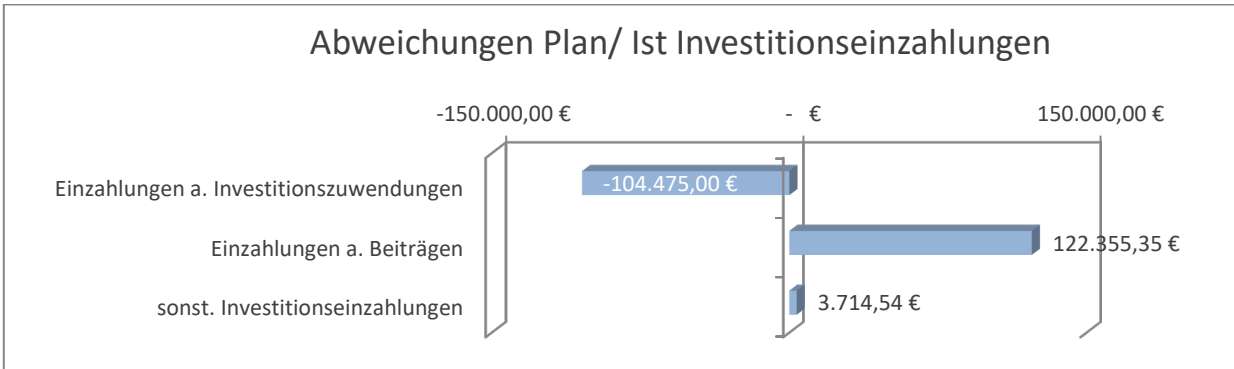 Abweichungen Plan/ Ist Investitionseinzahlungen
-150.000,00 € - € 150.000,00 €
Einzahlungen a. Investitionszuwendungen -104.475,00 €
Einzahlungen a. Beiträgen 122.355,35 €
sonst. Investitionseinzahlungen 3.714,54 €